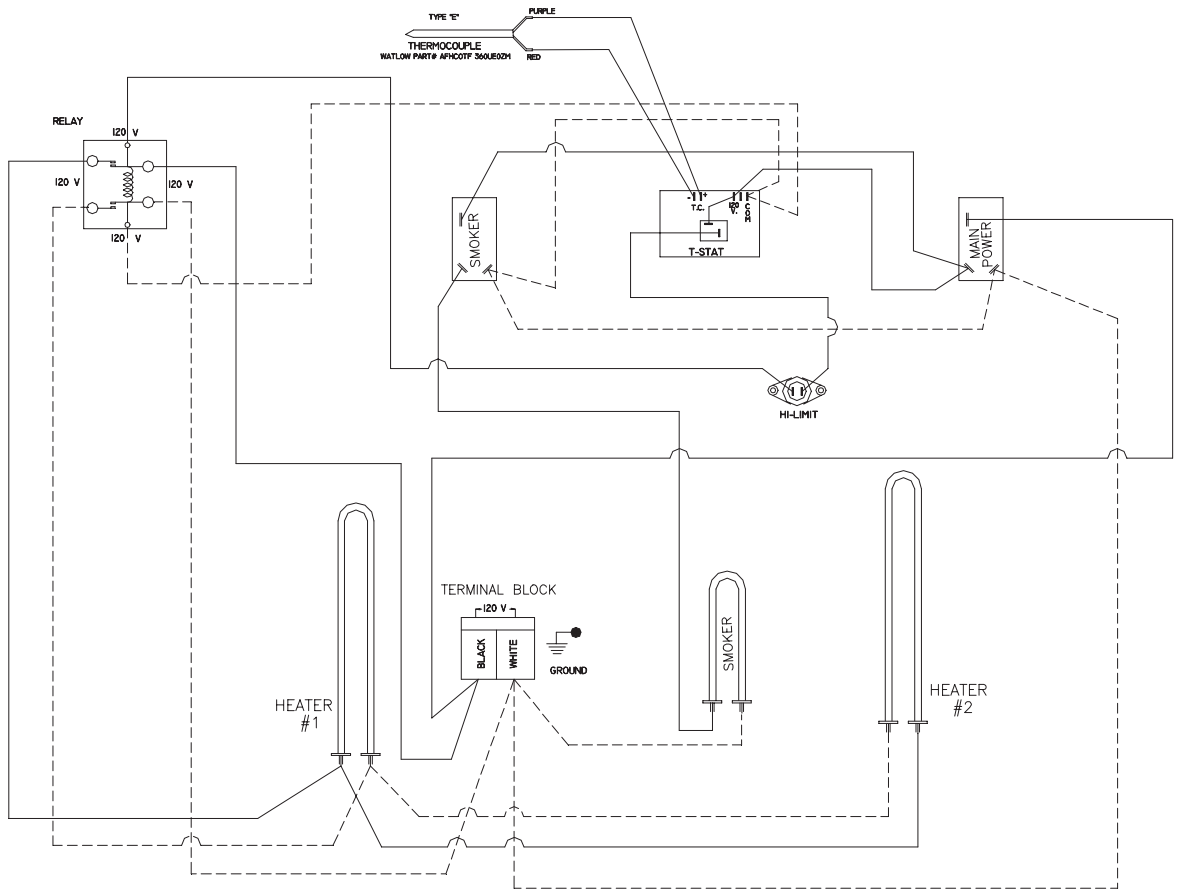 TYPE "E"
PURPLE
THERMOCOUPLE
WATLOW PART# AFHCOTF 360UE0ZM
RED
RELAY
120 V
120 V
120 V
120 V
SMOKER
- +
T.C.
120 V.
COM
T-STAT
MAIN POWER
HI-LIMIT
TERMINAL BLOCK
120 V
BLACK
WHITE
GROUND
SMOKER
HEATER
#1
HEATER
#2